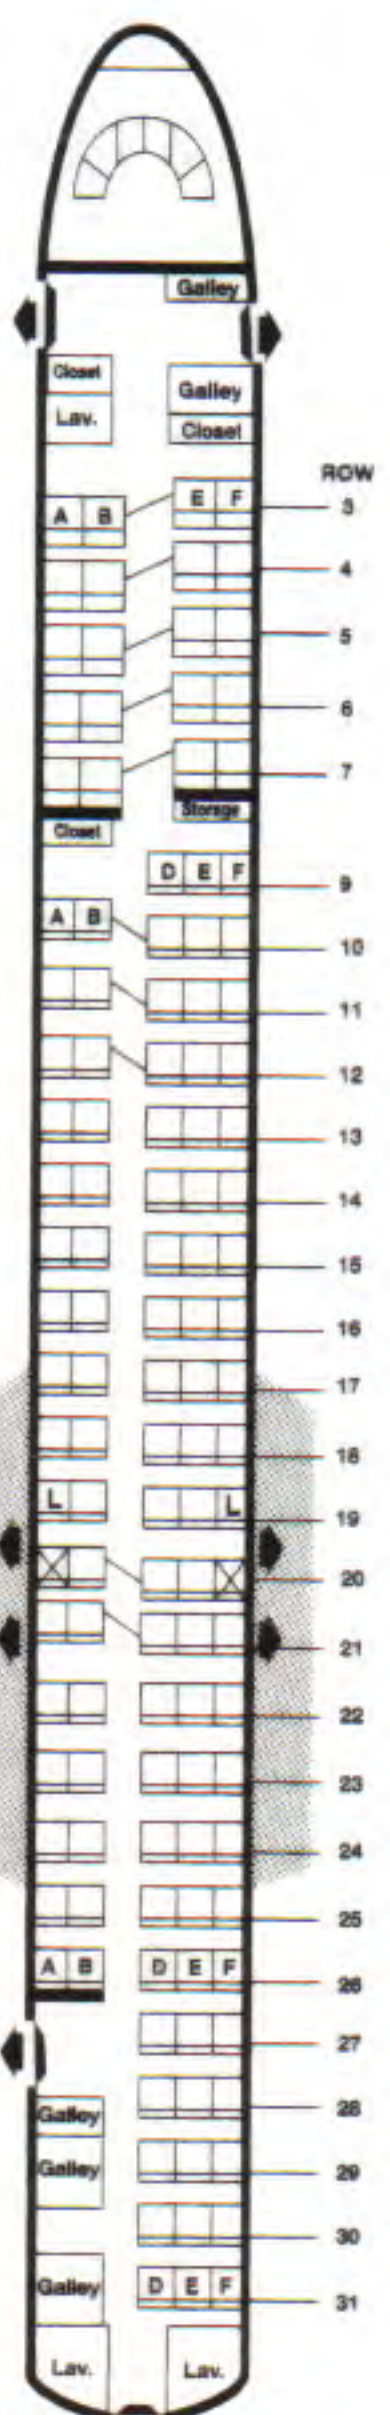 Galley
Closet
Galley
Lav.
Closet
ROW
A B E F 3
4
5
6
7
Storage
Closet
D E F 9
A B 10
11
12
13
14
15
16
17
18
L L 19
20
21
22
23
24
25
A B D E F 26
27
Galley 28
Galley 29
30
Galley D E F 31
Lav. Lav.